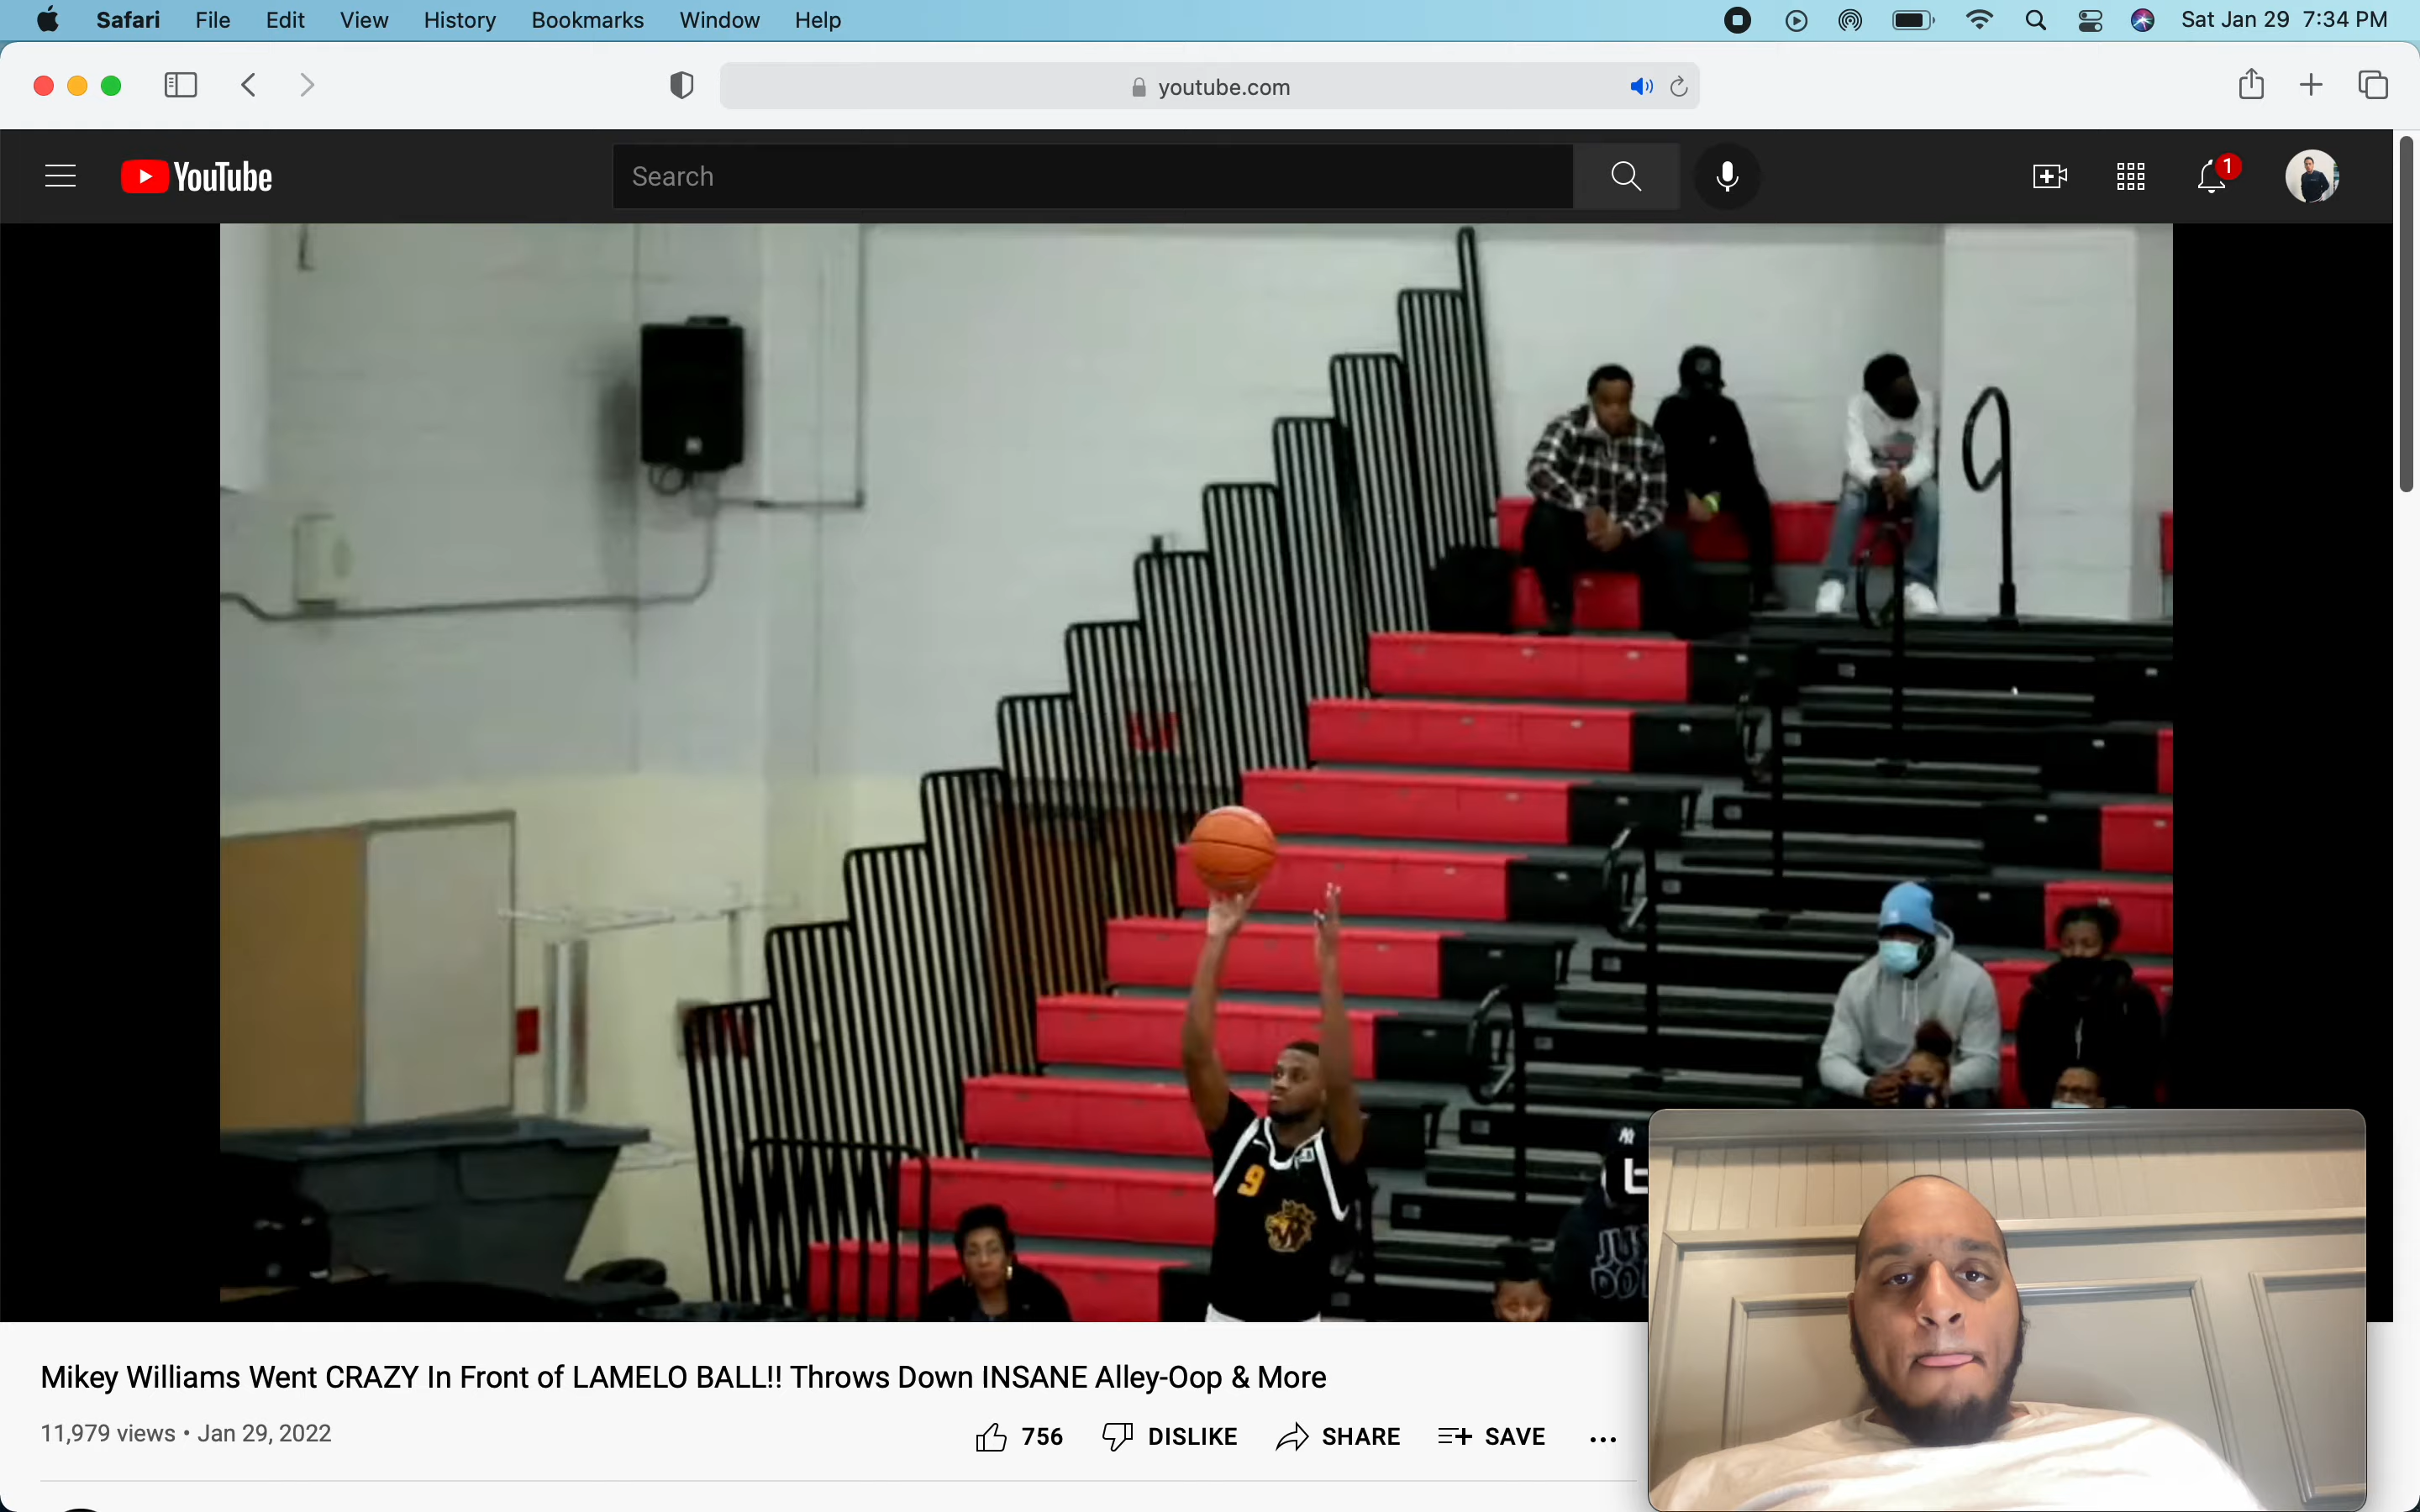 Safari File Edit View History Bookmarks Window Help Sat Jan 29 7:34 PM
youtube.com
YouTube Search 1
9
JU
DO
Mikey Williams Went CRAZY In Front of LAMELO BALL!! Throws Down INSANE Alley-Oop & More
11,979 views • Jan 29, 2022 756 DISLIKE SHARE SAVE